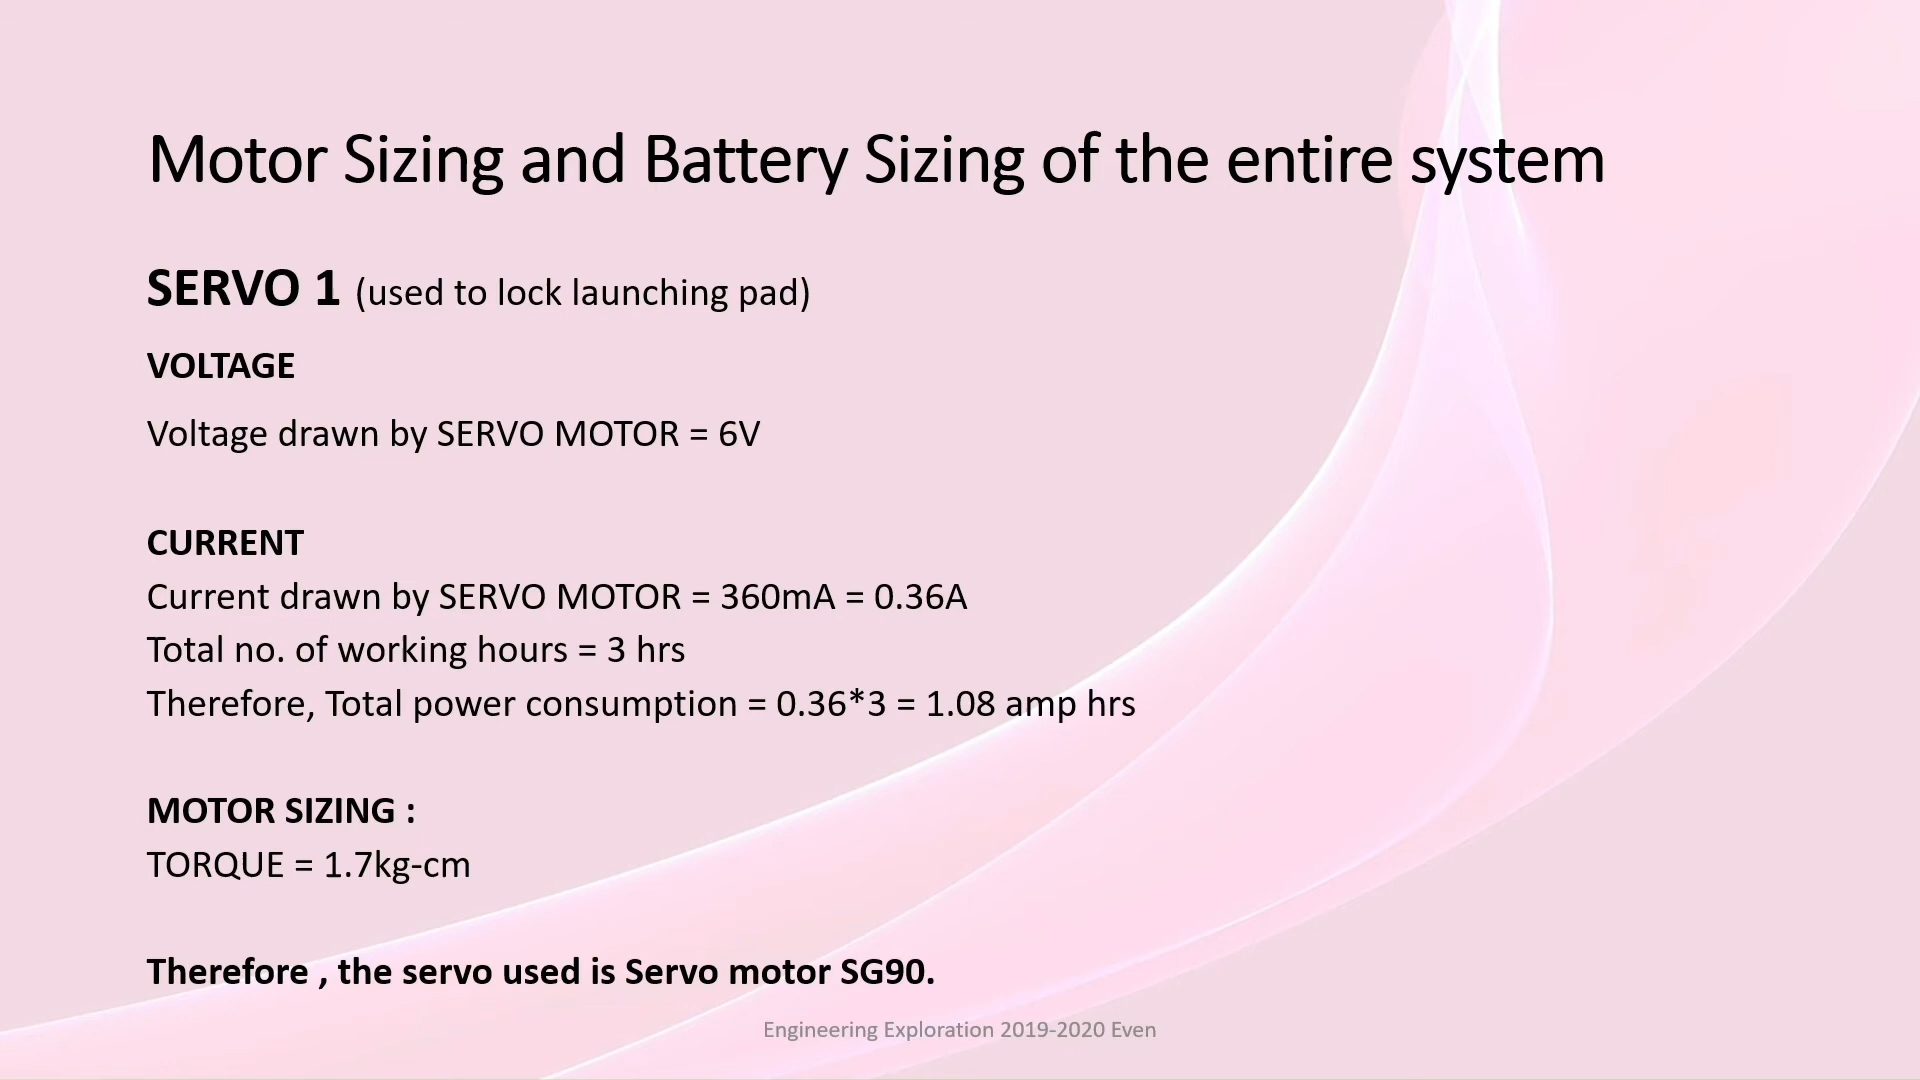 Motor Sizing and Battery Sizing of the entire system
SERVO 1 (used to lock launching pad)
VOLTAGE
Voltage drawn by SERVO MOTOR = 6V
CURRENT
Current drawn by SERVO MOTOR = 360mA = 0.36A
Total no. of working hours = 3 hrs
Therefore, Total power consumption = 0.36*3 = 1.08 amp hrs
MOTOR SIZING :
TORQUE = 1.7kg-cm
Therefore , the servo used is Servo motor SG90.
Engineering Exploration 2019-2020 Even